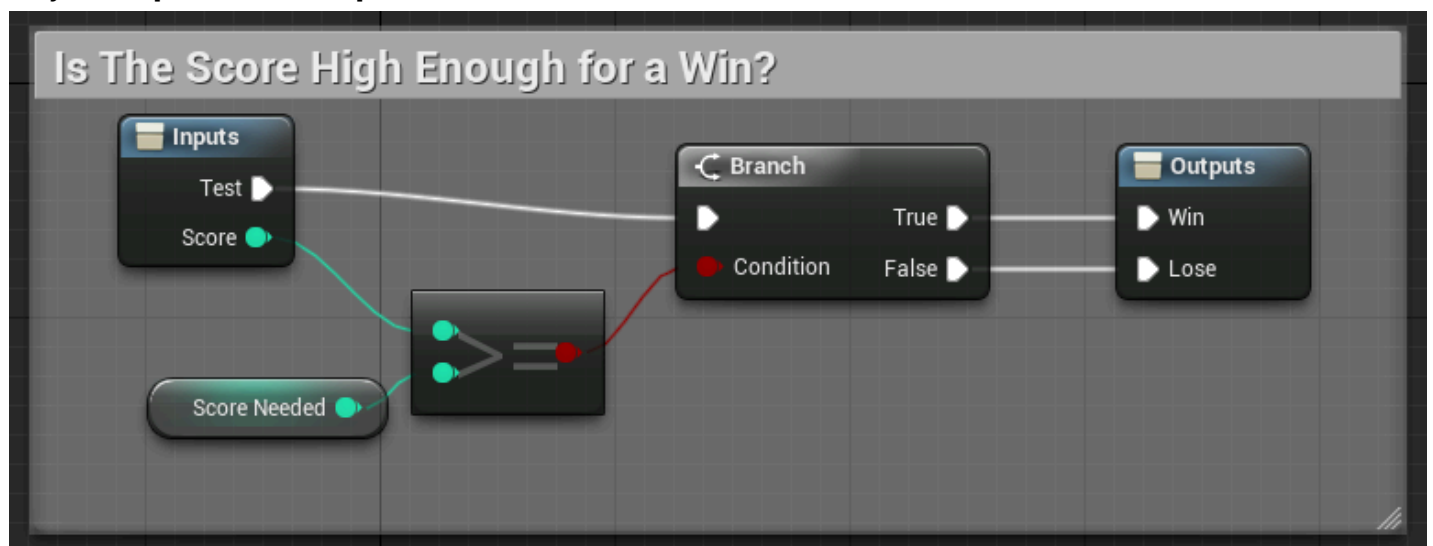 Is The Score High Enough for a Win?
Inputs
Test
Score
Score Needed
>=
Branch
True
Condition
False
Outputs
Win
Lose